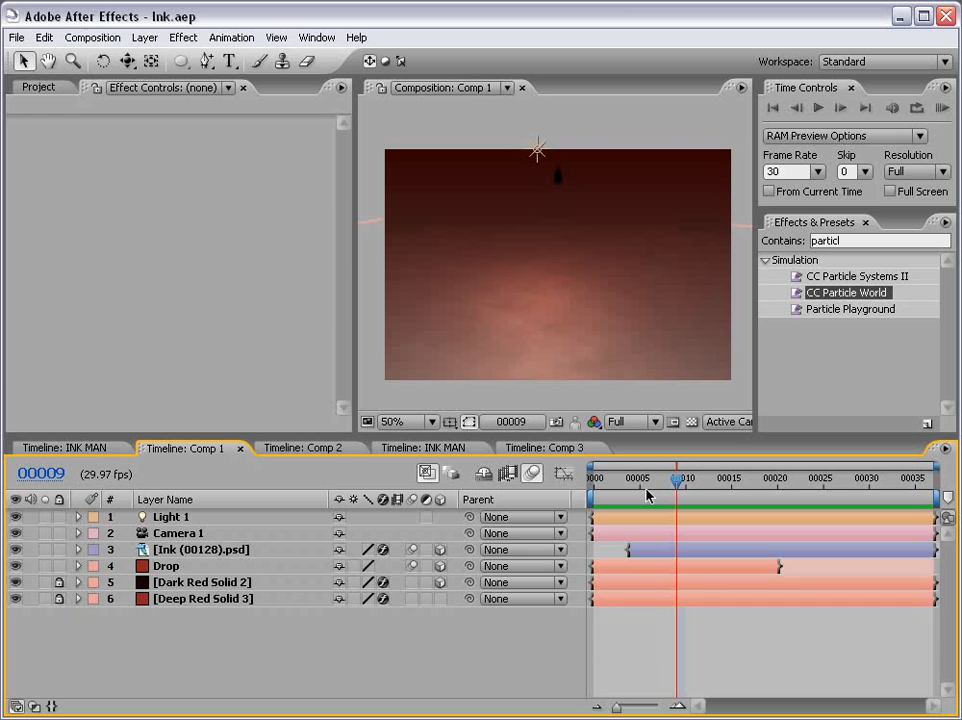 Adobe After Effects - Ink.aep
File Edit Composition Layer Effect Animation View Window Help
Workspace: Standard
Project Effect Controls: (none) Composition: Comp 1 Time Controls
RAM Preview Options
Frame Rate Skip Resolution
30 0 Full
From Current Time Full Screen
Effects & Presets
Contains: particl
Simulation
CC Particle Systems II
CC Particle World
Particle Playground
50% 00009 Full Active Car
Timeline: INK MAN Timeline: Comp 1 Timeline: Comp 2 Timeline: INK MAN Timeline: Comp 3
00009 (29.97 fps) 0000 00005 00010 00015 00020 00025 00030 00035
# Layer Name Parent
1 Light 1 None
2 Camera 1 None
3 [Ink (00128).psd] None
4 Drop None
5 [Dark Red Solid 2] None
6 [Deep Red Solid 3] None